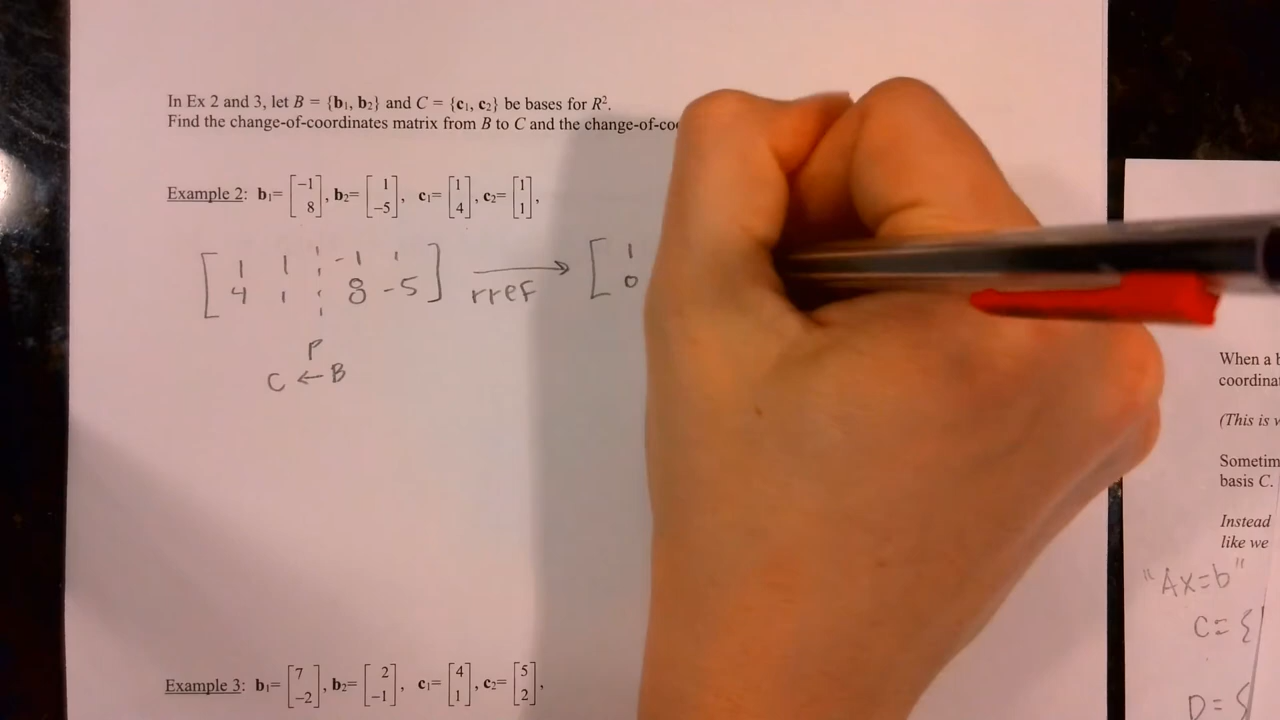 In Ex 2 and 3, let B = {b₁, b₂} and C = {c₁, c₂} be bases for R².
Find the change-of-coordinates matrix from B to C and the change-of-co
Example 2: b₁= [−1 8], b₂= [1 −5], c₁= [1 4], c₂= [1 1],
[1 1 ¦ -1 1
4 1 ¦ 8 -5] → rref [1
0
P
C ← B
Example 3: b₁= [7 −2], b₂= [2 −1], c₁= [4 1], c₂= [5 2],
When a
coordina
(This is
Sometim
basis C.
Instead
like we
"Ax=b"
C = {
D = {